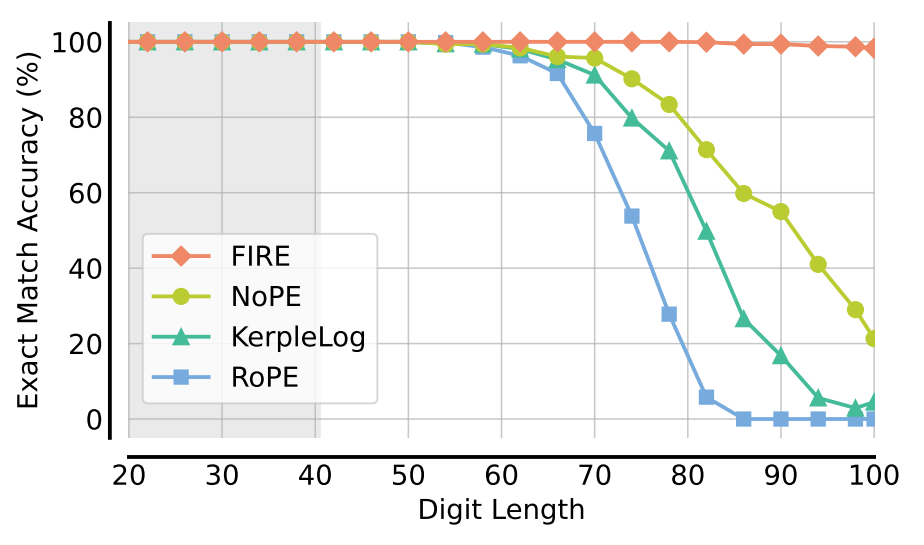 Exact Match Accuracy (%)
100
80
60
40
20
0
FIRE
NoPE
KerpleLog
RoPE
20 30 40 50 60 70 80 90 100
Digit Length